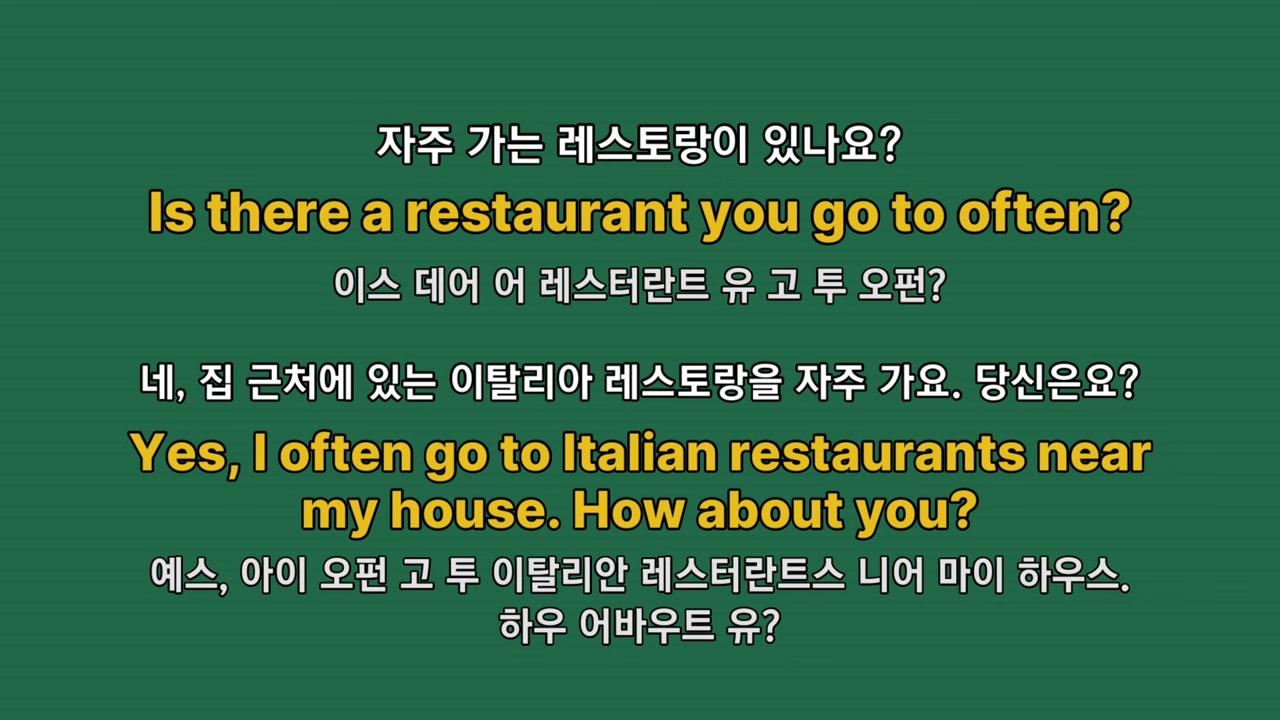 자주 가는 레스토랑이 있나요?
Is there a restaurant you go to often?
이스 데어 어 레스터란트 유 고 투 오펀?
네, 집 근처에 있는 이탈리아 레스토랑을 자주 가요. 당신은요?
Yes, I often go to Italian restaurants near
my house. How about you?
예스, 아이 오펀 고 투 이탈리안 레스터란트스 니어 마이 하우스.
하우 어바우트 유?